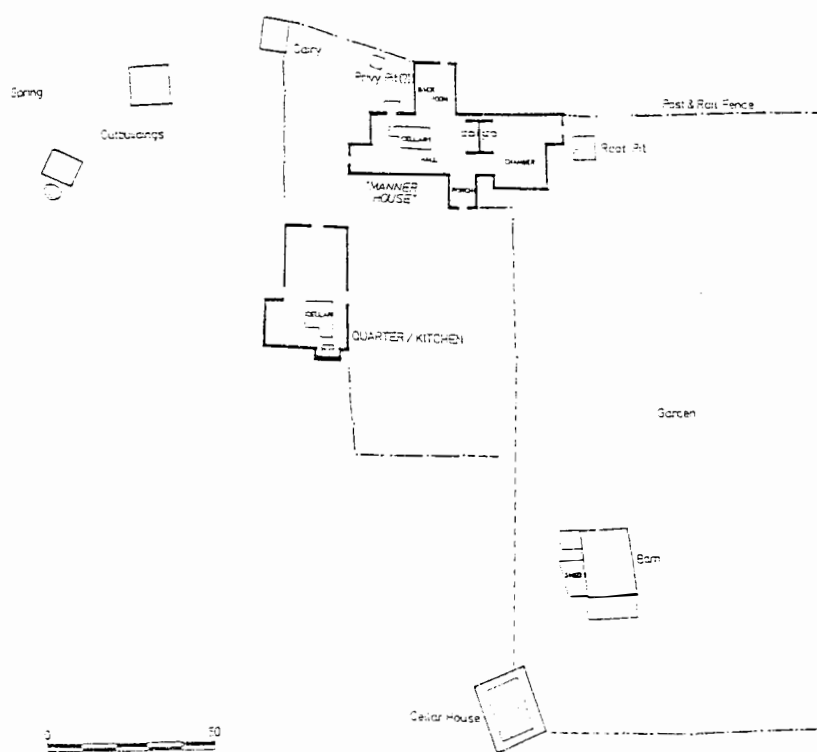 Dairy
Spring
Outbuildings
Privy Pit(?)
BACK
ROOM
Post & Rail Fence
CELLAR
HALL
CHAMBER
Root Pit
"MANNER
HOUSE"
PORCH
CELLAR
QUARTER / KITCHEN
Garden
Barn
SHED
Cellar House
0 50